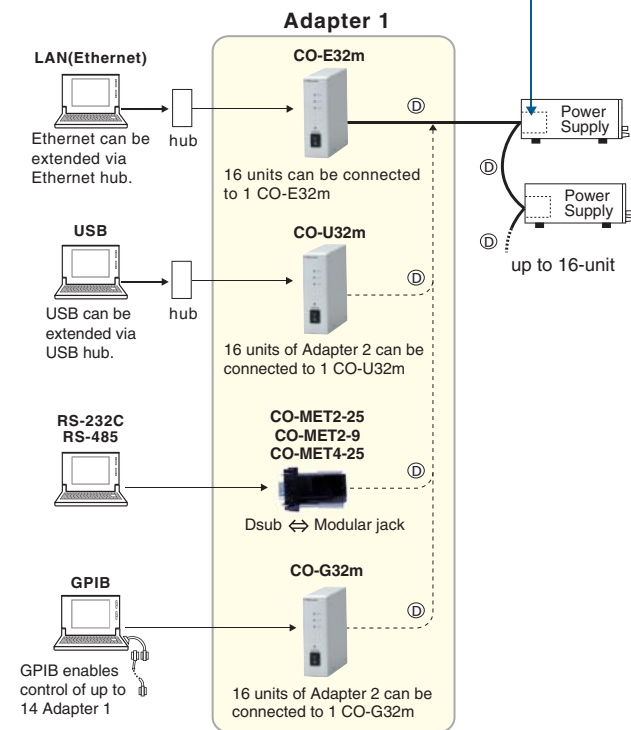 Adapter 1
LAN(Ethernet)
Ethernet can be
extended via
Ethernet hub.
hub
CO-E32m
16 units can be connected
to 1 CO-E32m
Ⓓ
Power
Supply
Ⓓ
Power
Supply
Ⓓ
up to 16-unit
USB
USB can be
extended via
USB hub.
hub
CO-U32m
Ⓓ
16 units of Adapter 2 can be
connected to 1 CO-U32m
RS-232C
RS-485
CO-MET2-25
CO-MET2-9
CO-MET4-25
Ⓓ
Dsub ⇔ Modular jack
GPIB
GPIB enables
control of up to
14 Adapter 1
CO-G32m
Ⓓ
16 units of Adapter 2 can be
connected to 1 CO-G32m